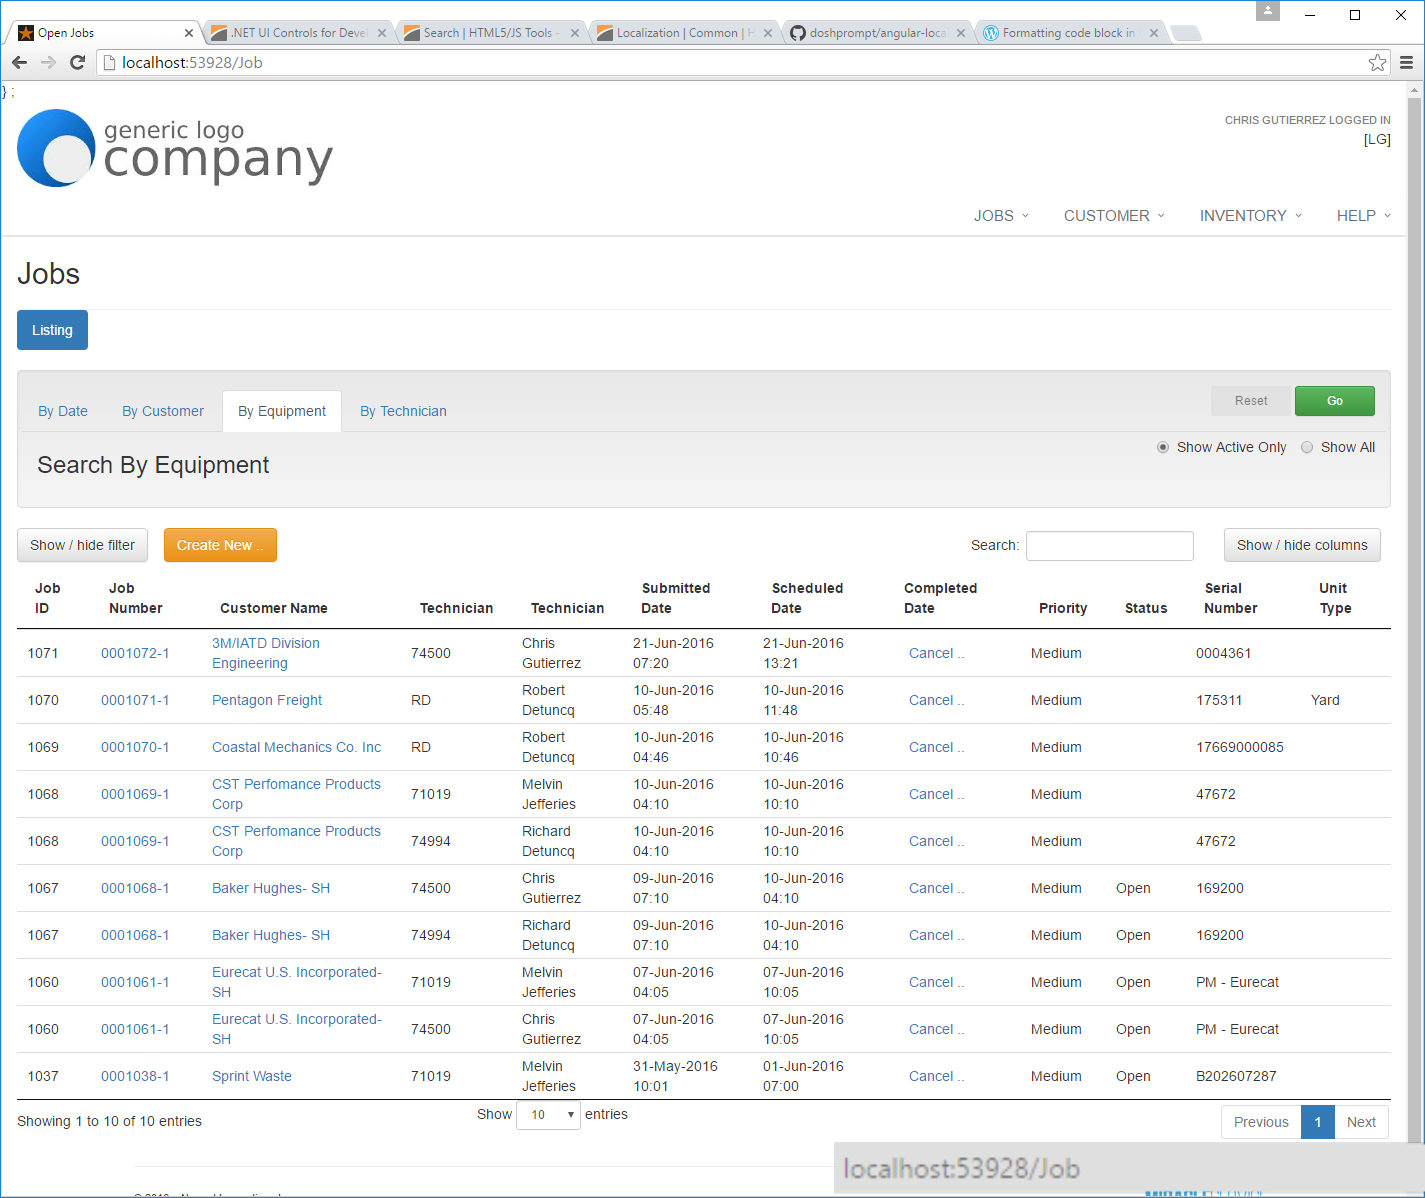 Open Jobs
.NET UI Controls for Devel
Search | HTML5/JS Tools -
Localization | Common | H
doshprompt/angular-loca
Formatting code block in
localhost:53928/Job
} ;
generic logo
company
CHRIS GUTIERREZ LOGGED IN
[LG]
JOBS CUSTOMER INVENTORY HELP
Jobs
Listing
By Date By Customer By Equipment By Technician Reset Go
Show Active Only Show All
Search By Equipment
Show / hide filter Create New .. Search: Show / hide columns
Job Job Submitted Scheduled Completed Serial Unit
ID Number Customer Name Technician Technician Date Date Date Priority Status Number Type
3M/IATD Division Chris 21-Jun-2016 21-Jun-2016
1071 0001072-1 74500 Cancel .. Medium 0004361
Engineering Gutierrez 07:20 13:21
Robert 10-Jun-2016 10-Jun-2016
1070 0001071-1 Pentagon Freight RD Cancel .. Medium 175311 Yard
Detuncq 05:48 11:48
Robert 10-Jun-2016 10-Jun-2016
1069 0001070-1 Coastal Mechanics Co. Inc RD Cancel .. Medium 17669000085
Detuncq 04:46 10:46
CST Perfomance Products Melvin 10-Jun-2016 10-Jun-2016
1068 0001069-1 71019 Cancel .. Medium 47672
Corp Jefferies 04:10 10:10
CST Perfomance Products Richard 10-Jun-2016 10-Jun-2016
1068 0001069-1 74994 Cancel .. Medium 47672
Corp Detuncq 04:10 10:10
Chris 09-Jun-2016 10-Jun-2016
1067 0001068-1 Baker Hughes- SH 74500 Cancel .. Medium Open 169200
Gutierrez 07:10 04:10
Richard 09-Jun-2016 10-Jun-2016
1067 0001068-1 Baker Hughes- SH 74994 Cancel .. Medium Open 169200
Detuncq 07:10 04:10
Eurecat U.S. Incorporated- Melvin 07-Jun-2016 07-Jun-2016
1060 0001061-1 71019 Cancel .. Medium Open PM - Eurecat
SH Jefferies 04:05 10:05
Eurecat U.S. Incorporated- Chris 07-Jun-2016 07-Jun-2016
1060 0001061-1 74500 Cancel .. Medium Open PM - Eurecat
SH Gutierrez 04:05 10:05
Melvin 31-May-2016 01-Jun-2016
1037 0001038-1 Sprint Waste 71019 Cancel .. Medium Open B202607287
Jefferies 10:01 07:00
Showing 1 to 10 of 10 entries Show 10 entries Previous 1 Next
localhost:53928/Job